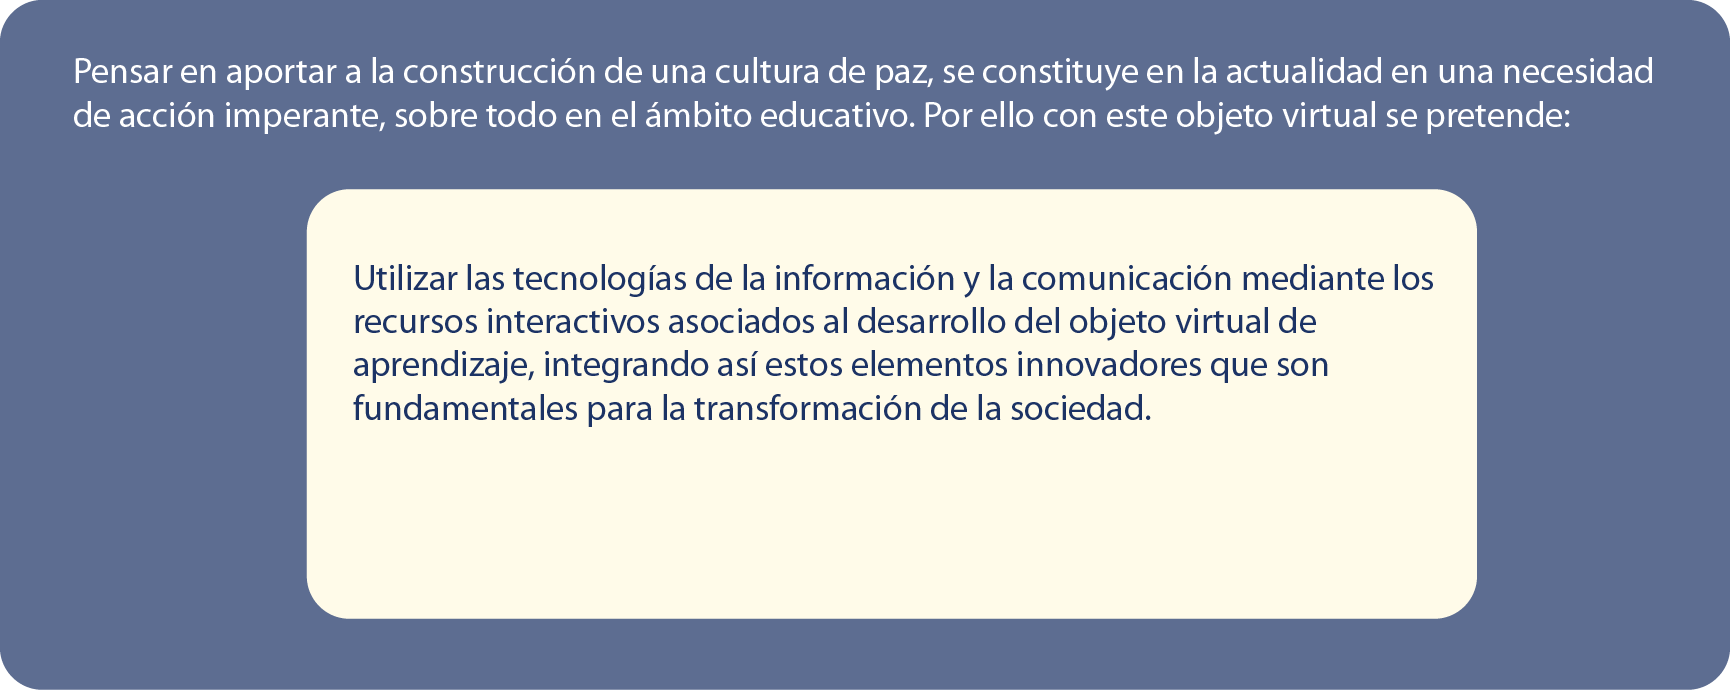 Pensar en aportar a la construcción de una cultura de paz, se constituye en la actualidad en una necesidad
de acción imperante, sobre todo en el ámbito educativo. Por ello con este objeto virtual se pretende:
Utilizar las tecnologías de la información y la comunicación mediante los
recursos interactivos asociados al desarrollo del objeto virtual de
aprendizaje, integrando así estos elementos innovadores que son
fundamentales para la transformación de la sociedad.